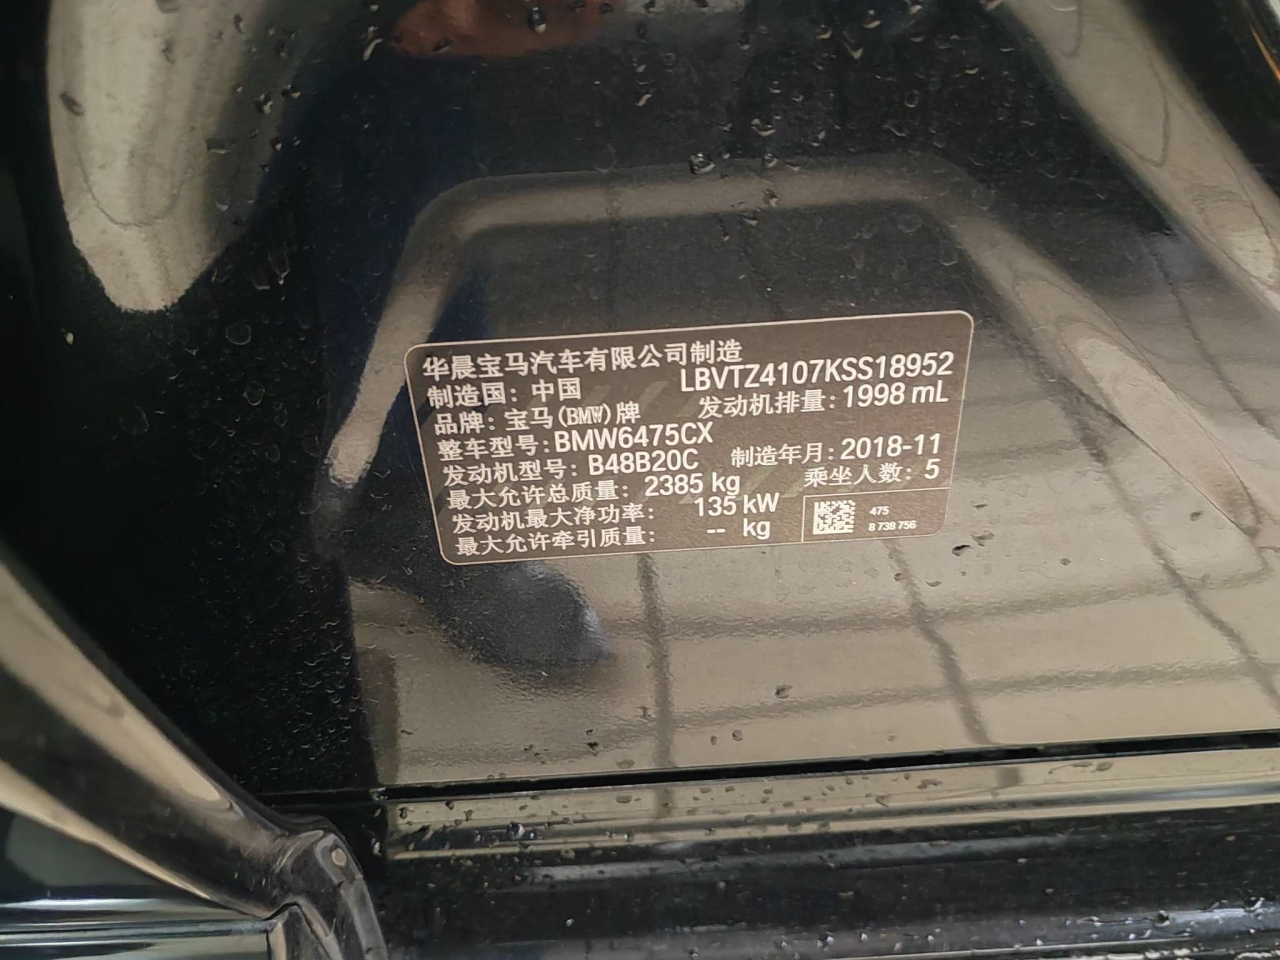 华晨宝马汽车有限公司制造
制造国：中国 LBVTZ4107KSS18952
品牌：宝马(BMW)牌 发动机排量：1998 mL
整车型号：BMW6475CX
发动机型号：B48B20C 制造年月：2018-11
最大允许总质量：2385 kg 乘坐人数：5
发动机最大净功率：135 kW
最大允许牵引质量：-- kg
475
8 738 756